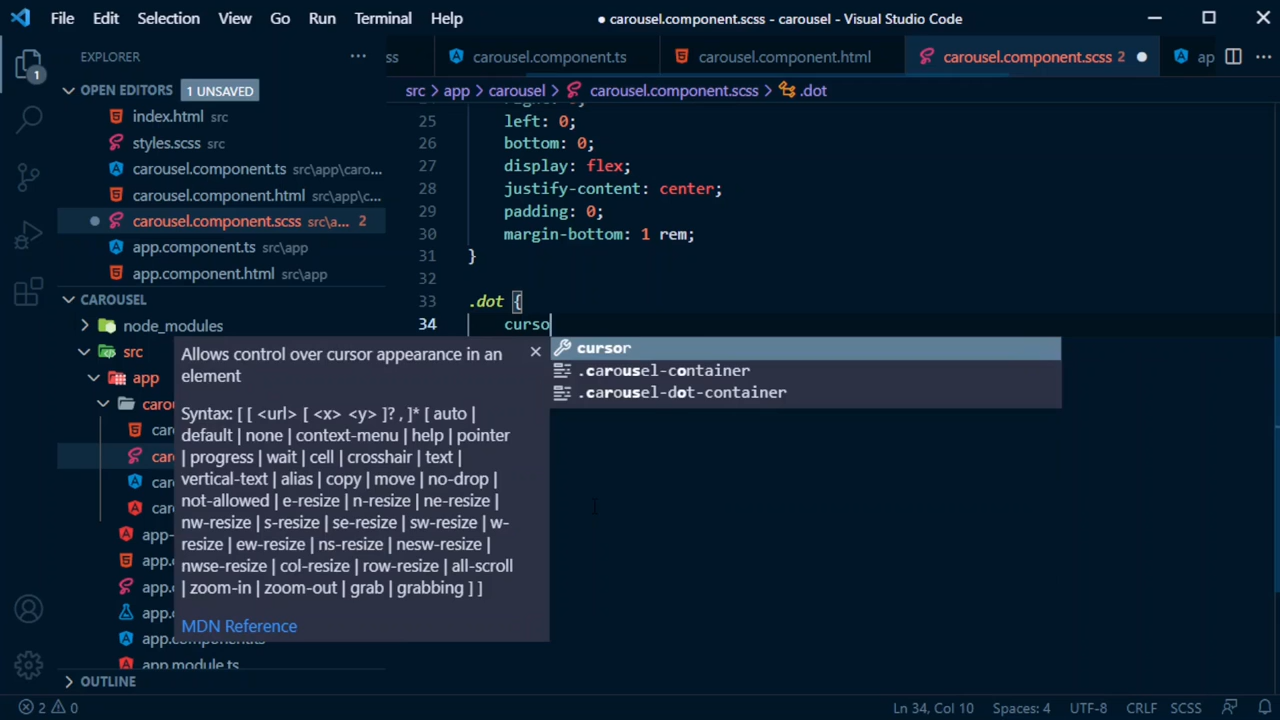 File Edit Selection View Go Run Terminal Help ● carousel.component.scss - carousel - Visual Studio Code
EXPLORER ···
ss carousel.component.ts carousel.component.html carousel.component.scss 2 ● ap ···
1
OPEN EDITORS 1 UNSAVED
src > app > carousel > carousel.component.scss > .dot
index.html src
styles.scss src
carousel.component.ts src\app\caro...
carousel.component.html src\app\c...
carousel.component.scss src\a... 2
app.component.ts src\app
app.component.html src\app
25 left: 0;
26 bottom: 0;
27 display: flex;
28 justify-content: center;
29 padding: 0;
30 margin-bottom: 1 rem;
31 }
32
33 .dot {
34 curso
CAROUSEL
node_modules
src
app
carou
car
car
car
car
app-
app.
app.
app.
app.component.ts
app.module.ts
OUTLINE
Allows control over cursor appearance in an
element
Syntax: [ [ <url> [ <x> <y> ]? , ]* [ auto |
default | none | context-menu | help | pointer
| progress | wait | cell | crosshair | text |
vertical-text | alias | copy | move | no-drop |
not-allowed | e-resize | n-resize | ne-resize |
nw-resize | s-resize | se-resize | sw-resize | w-
resize | ew-resize | ns-resize | nesw-resize |
nwse-resize | col-resize | row-resize | all-scroll
| zoom-in | zoom-out | grab | grabbing ] ]
MDN Reference
cursor
.carousel-container
.carousel-dot-container
2 0 Ln 34, Col 10 Spaces: 4 UTF-8 CRLF SCSS